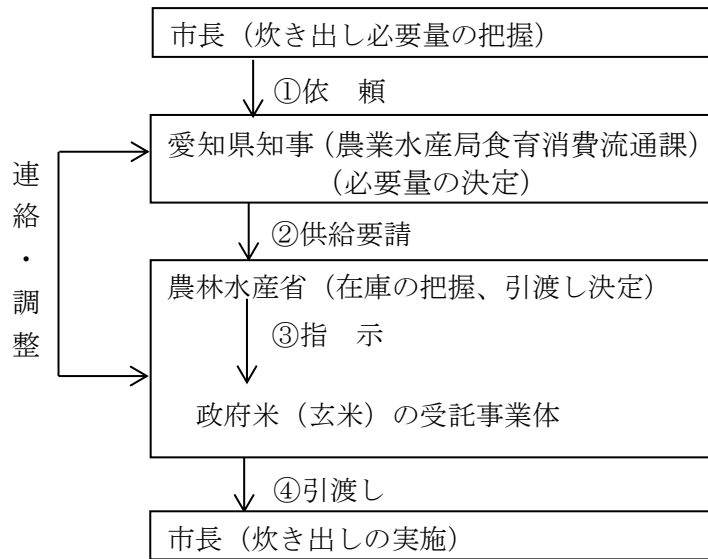 市長（炊き出し必要量の把握）
①依　頼
愛知県知事（農業水産局食育消費流通課）
（必要量の決定）
連絡・調整
②供給要請
農林水産省（在庫の把握、引渡し決定）
③指　示
政府米（玄米）の受託事業体
④引渡し
市長（炊き出しの実施）